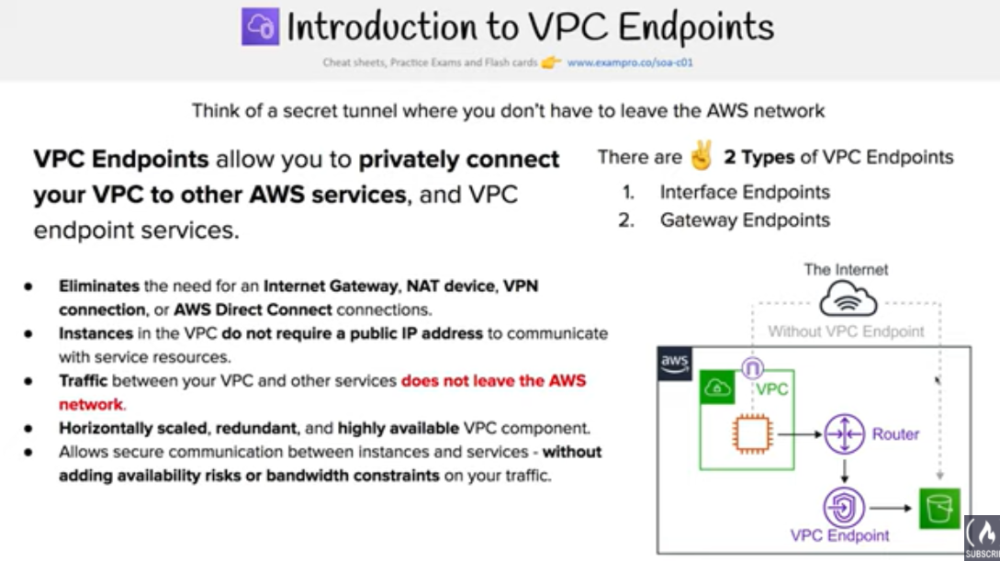 Introduction to VPC Endpoints
Cheat sheets, Practice Exams and Flash cards 👉 www.exampro.co/soa-c01
Think of a secret tunnel where you don't have to leave the AWS network
VPC Endpoints allow you to privately connect
your VPC to other AWS services, and VPC
endpoint services.
There are ✌ 2 Types of VPC Endpoints
1. Interface Endpoints
2. Gateway Endpoints
● Eliminates the need for an Internet Gateway, NAT device, VPN
connection, or AWS Direct Connect connections.
● Instances in the VPC do not require a public IP address to communicate
with service resources.
● Traffic between your VPC and other services does not leave the AWS
network.
● Horizontally scaled, redundant, and highly available VPC component.
● Allows secure communication between instances and services - without
adding availability risks or bandwidth constraints on your traffic.
The Internet
Without VPC Endpoint
aws
VPC
Router
VPC Endpoint
SUBSCRI